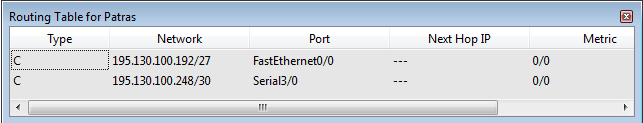 Routing Table for Patras
Type Network Port Next Hop IP Metric
C 195.130.100.192/27 FastEthernet0/0 --- 0/0
C 195.130.100.248/30 Serial3/0 --- 0/0